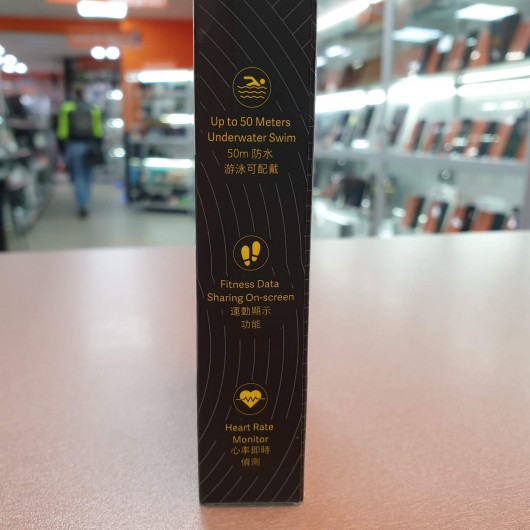 Up to 50 Meters
Underwater Swim
50m 防水
游泳可配戴
Fitness Data
Sharing On-screen
運動顯示
功能
Heart Rate
Monitor
心率即時
偵測